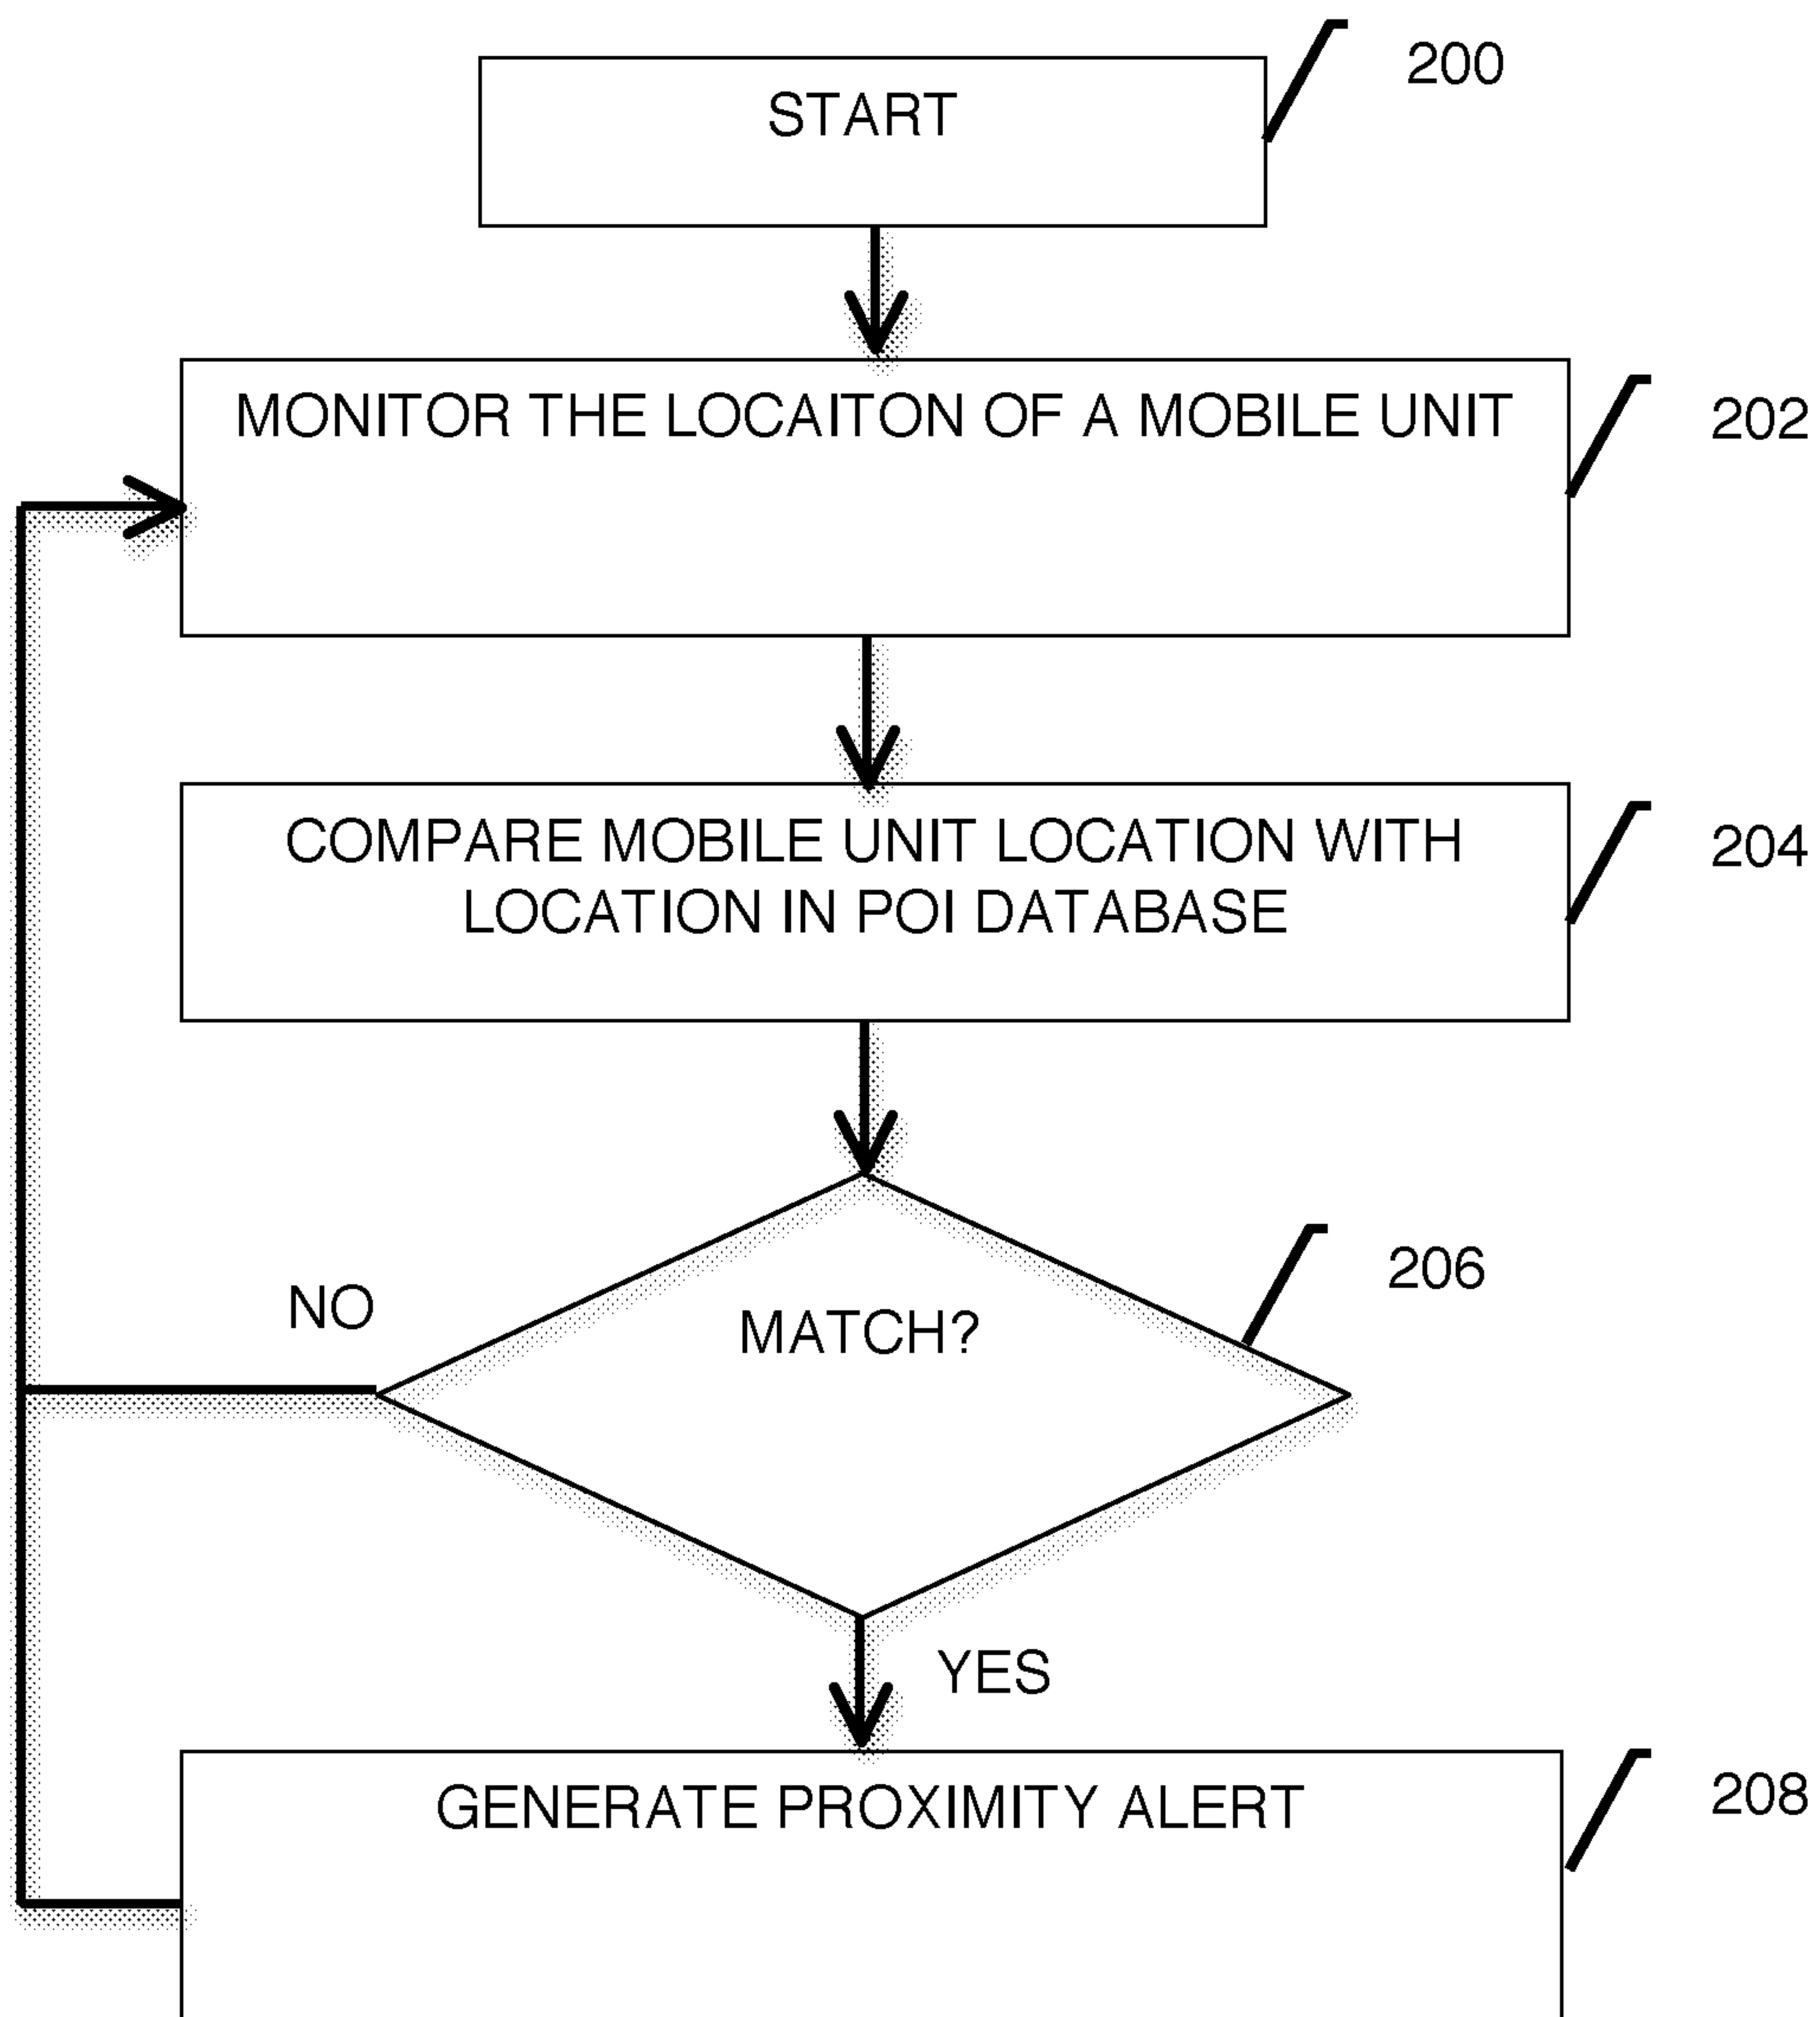 START
200
MONITOR THE LOCAITON OF A MOBILE UNIT
202
COMPARE MOBILE UNIT LOCATION WITH
LOCATION IN POI DATABASE
204
MATCH?
206
NO
YES
GENERATE PROXIMITY ALERT
208